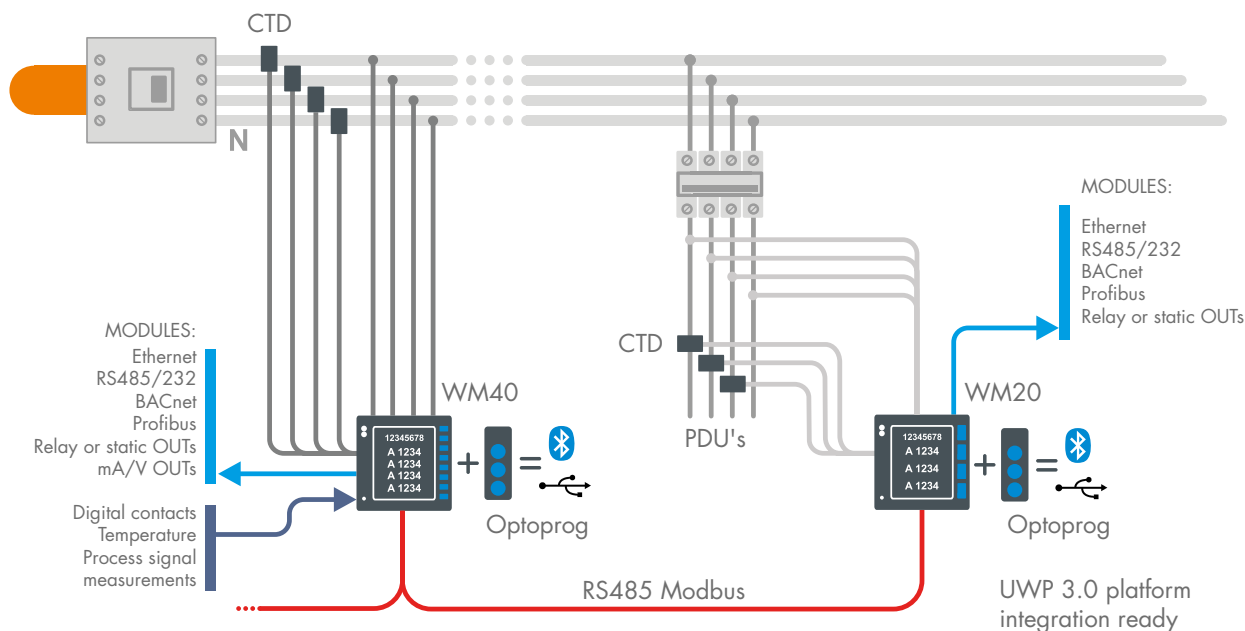 CTD
N
MODULES:
Ethernet
RS485/232
BACnet
Profibus
Relay or static OUTs
CTD
PDU's
MODULES:
Ethernet
RS485/232
BACnet
Profibus
Relay or static OUTs
mA/V OUTs
Digital contacts
Temperature
Process signal
measurements
WM40
12345678
A 1234
A 1234
A 1234
A 1234
+
=
Optoprog
WM20
12345678
A 1234
A 1234
A 1234
+
=
Optoprog
RS485 Modbus
UWP 3.0 platform
integration ready